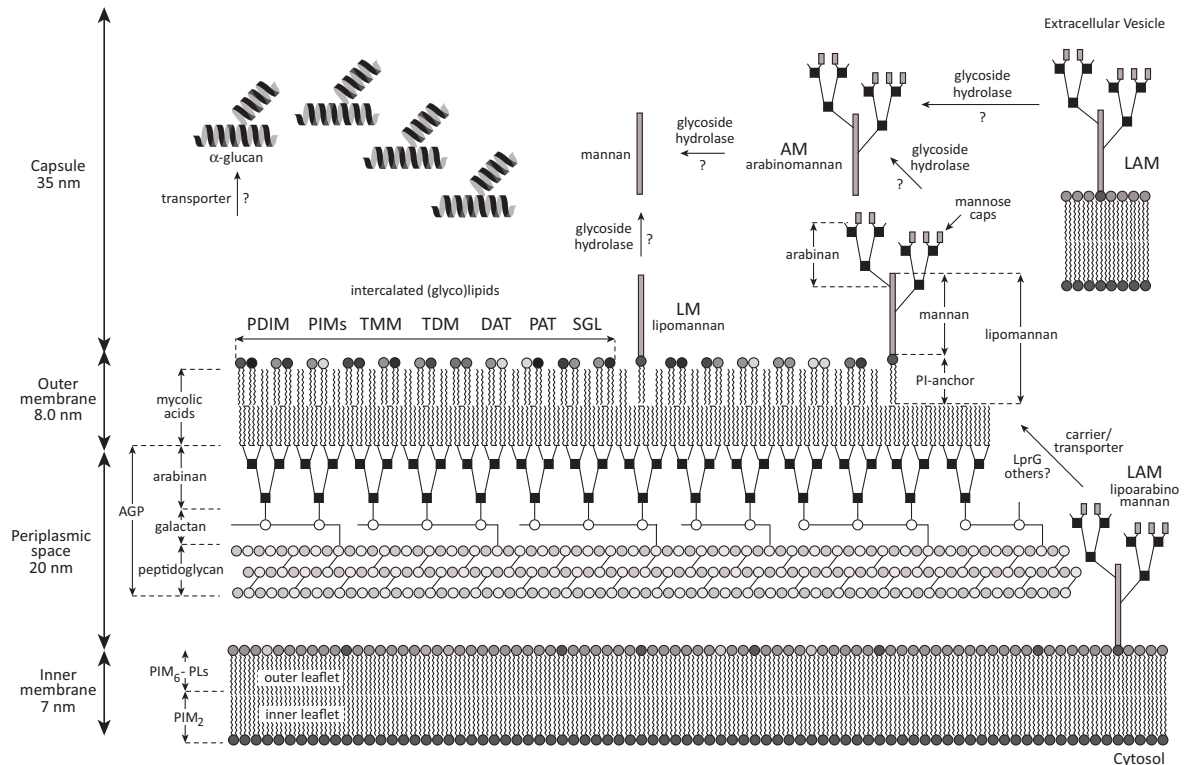 Extracellular Vesicle
glycoside
hydrolase
?
LAM
AM
arabinomannan
glycoside
hydrolase
?
mannan
glycoside
hydrolase
?
α-glucan
transporter
?
Capsule
35 nm
mannose
caps
arabinan
glycoside
hydrolase
?
mannan
lipomannan
PI-anchor
LM
lipomannan
intercalated (glyco)lipids
PDIM PIMs TMM TDM DAT PAT SGL
Outer
membrane
8.0 nm
mycolic
acids
carrier/
transporter
LprG
others?
LAM
lipoarabino
mannan
AGP
arabinan
galactan
peptidoglycan
Periplasmic
space
20 nm
Inner
membrane
7 nm
PIM6- PLs
outer leaflet
PIM2
inner leaflet
Cytosol